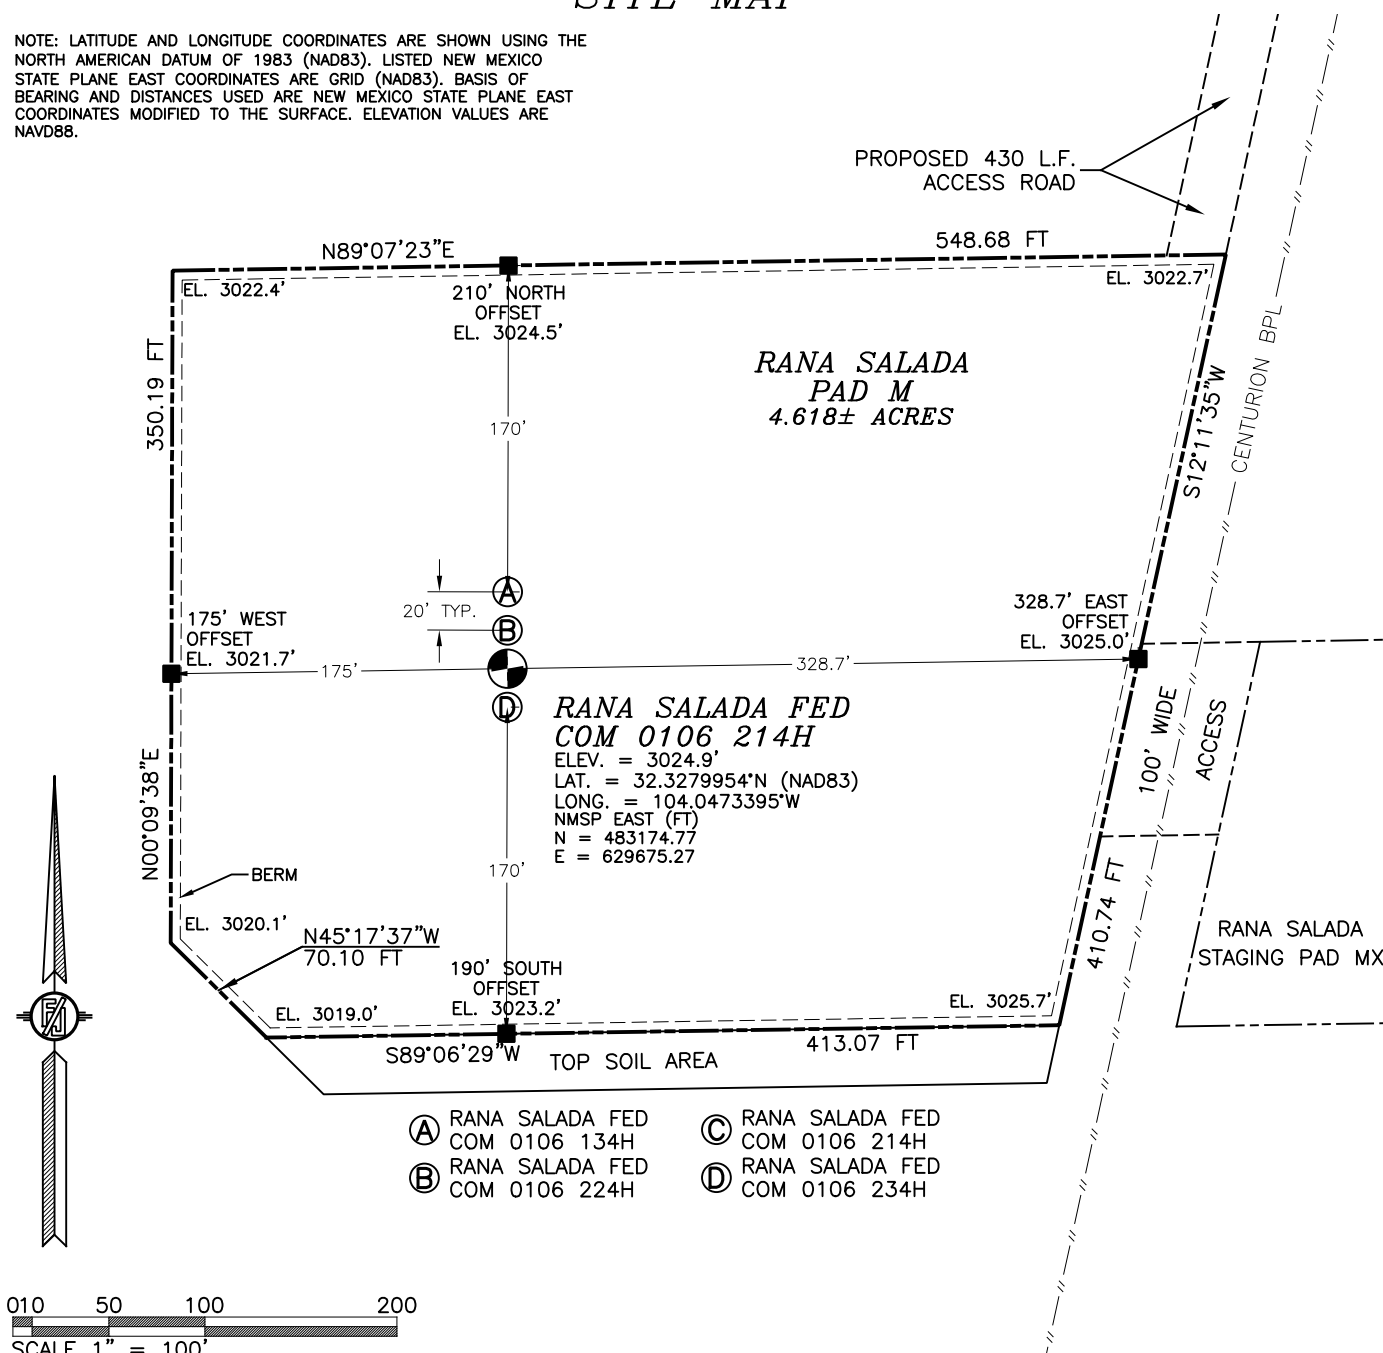 SITE MAP
NOTE: LATITUDE AND LONGITUDE COORDINATES ARE SHOWN USING THE
NORTH AMERICAN DATUM OF 1983 (NAD83). LISTED NEW MEXICO
STATE PLANE EAST COORDINATES ARE GRID (NAD83). BASIS OF
BEARING AND DISTANCES USED ARE NEW MEXICO STATE PLANE EAST
COORDINATES MODIFIED TO THE SURFACE. ELEVATION VALUES ARE
NAVD88.
PROPOSED 430 L.F.
ACCESS ROAD
N89°07'23"E
548.68 FT
EL. 3022.4'
210' NORTH
OFFSET
EL. 3024.5'
EL. 3022.7'
350.19 FT
RANA SALADA
PAD M
4.618± ACRES
170'
S12°11'35"W
CENTURION BPL
A
20' TYP.
B
175' WEST
OFFSET
EL. 3021.7'
328.7' EAST
OFFSET
EL. 3025.0'
175'
328.7'
D
RANA SALADA FED
COM 0106 214H
ELEV. = 3024.9'
LAT. = 32.3279954°N (NAD83)
LONG. = 104.0473395°W
NMSP EAST (FT)
N = 483174.77
E = 629675.27
100' WIDE
ACCESS
N00°09'38"E
170'
BERM
EL. 3020.1'
N45°17'37"W
70.10 FT
410.74 FT
RANA SALADA
STAGING PAD MX
190' SOUTH
OFFSET
EL. 3023.2'
EL. 3019.0'
EL. 3025.7'
S89°06'29"W
413.07 FT
TOP SOIL AREA
A RANA SALADA FED
COM 0106 134H
B RANA SALADA FED
COM 0106 224H
C RANA SALADA FED
COM 0106 214H
D RANA SALADA FED
COM 0106 234H
010 50 100 200
SCALE 1" = 100'